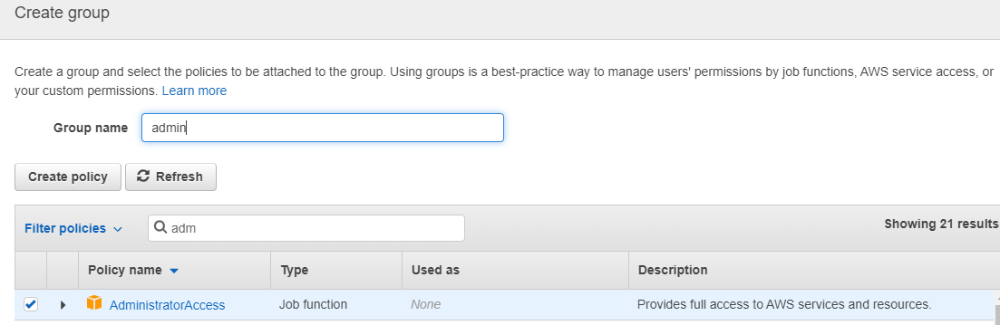 Create group
Create a group and select the policies to be attached to the group. Using groups is a best-practice way to manage users' permissions by job functions, AWS service access, or
your custom permissions. Learn more
Group name admin
Create policy Refresh
Filter policies adm Showing 21 results
Policy name Type Used as Description
AdministratorAccess Job function None Provides full access to AWS services and resources.